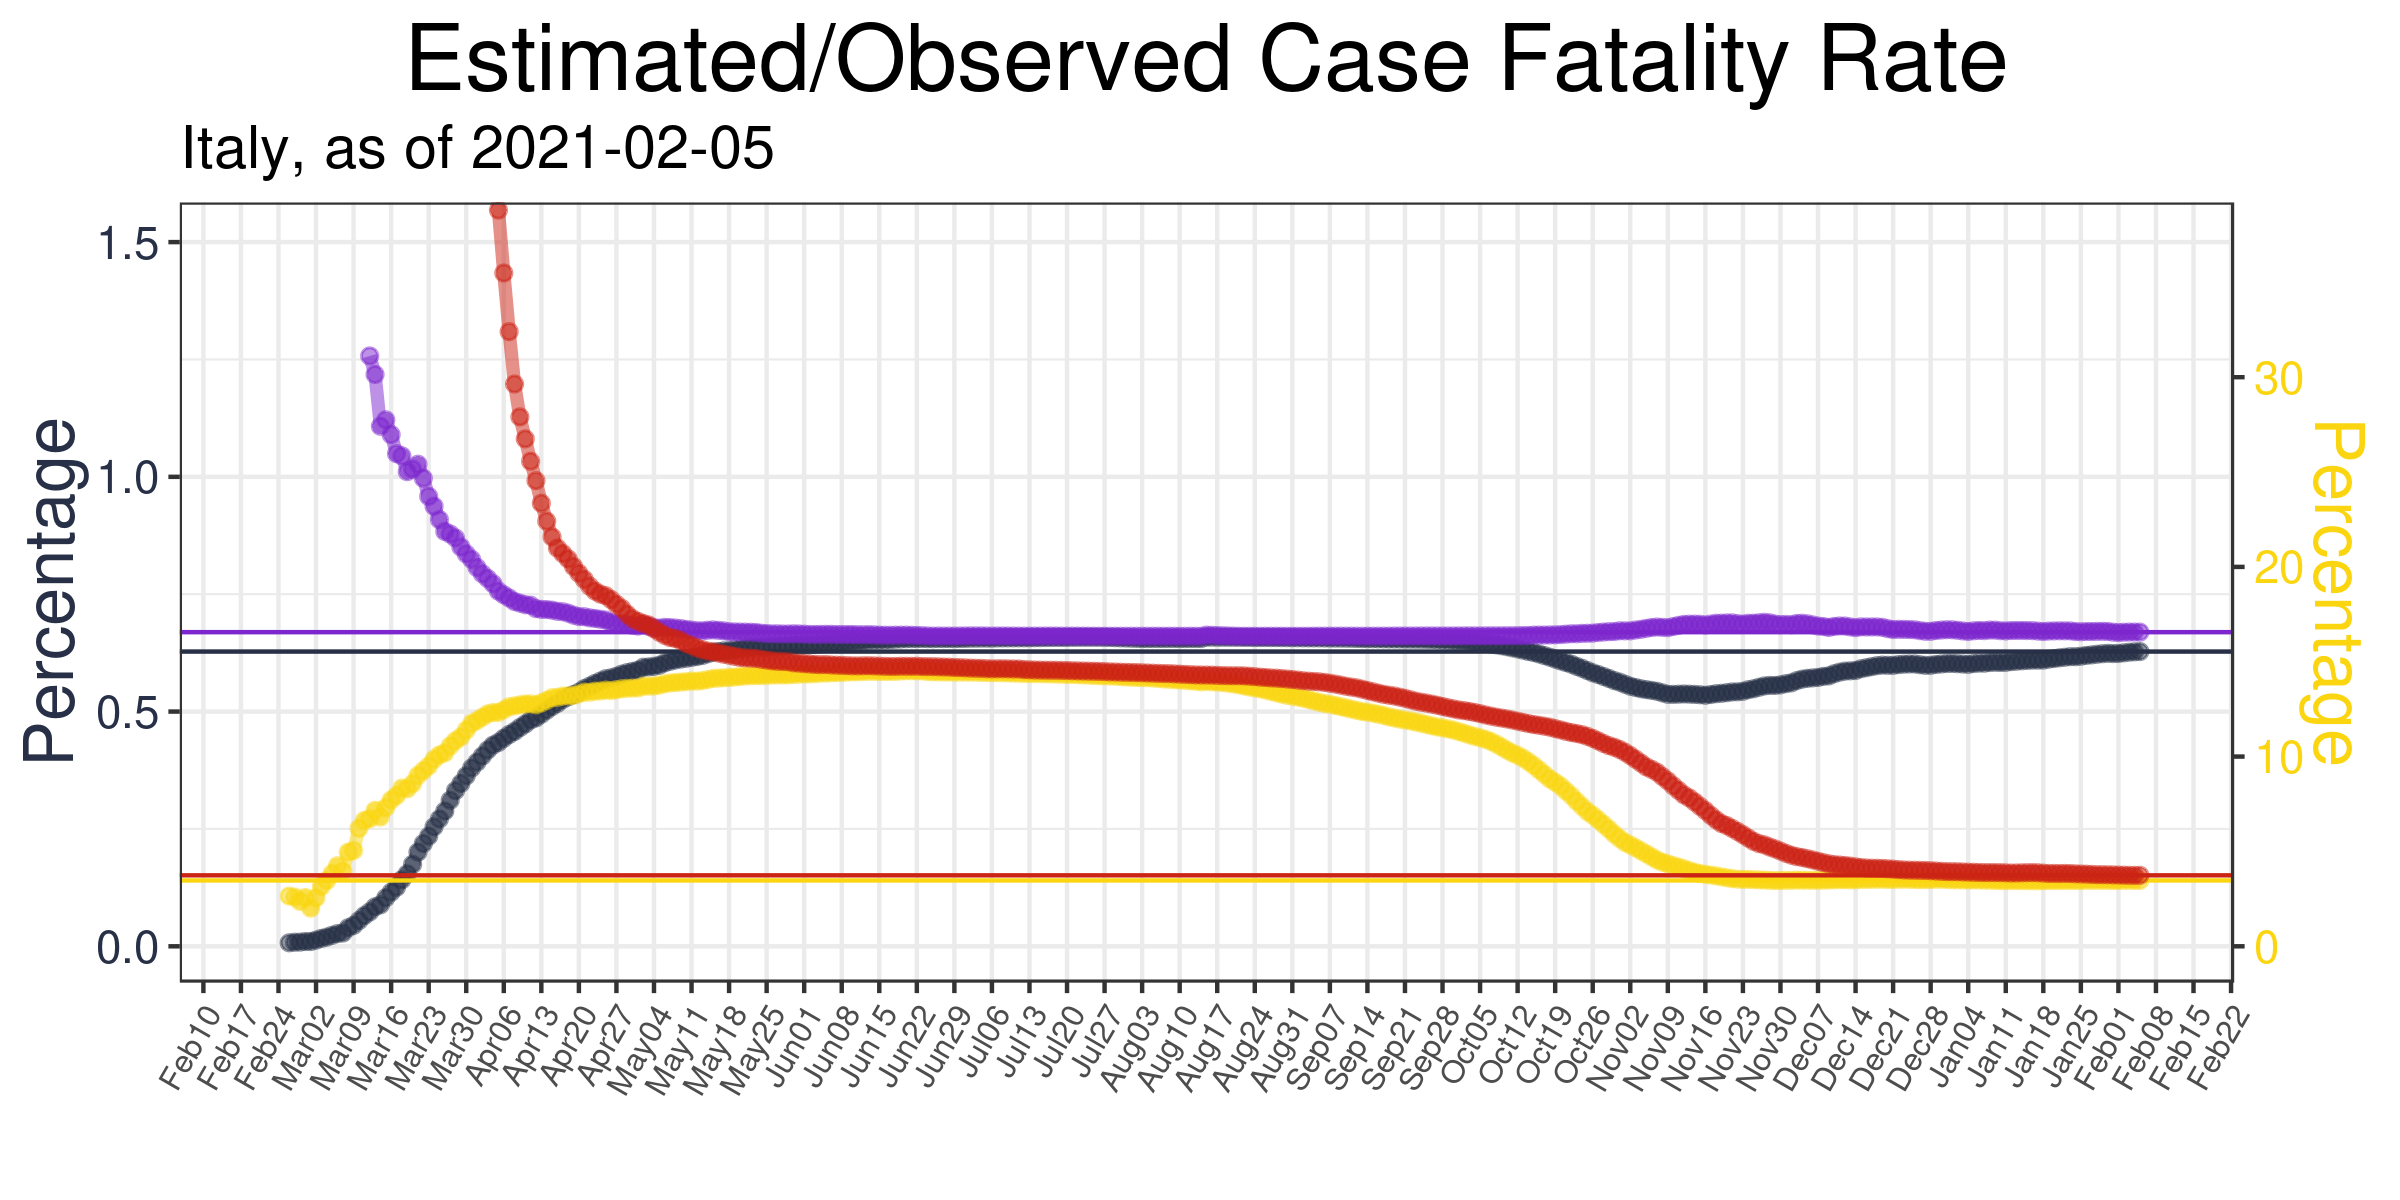 Estimated/Observed Case Fatality Rate
Italy, as of 2021-02-05
Percentage
1.5
1.0
0.5
0.0
30
20
10
0
Percentage
Feb10
Feb17
Feb24
Mar02
Mar09
Mar16
Mar23
Mar30
Apr06
Apr13
Apr20
Apr27
May04
May11
May18
May25
Jun01
Jun08
Jun15
Jun22
Jun29
Jul06
Jul13
Jul20
Jul27
Aug03
Aug10
Aug17
Aug24
Aug31
Sep07
Sep14
Sep21
Sep28
Oct05
Oct12
Oct19
Oct26
Nov02
Nov09
Nov16
Nov23
Nov30
Dec07
Dec14
Dec21
Dec28
Jan04
Jan11
Jan18
Jan25
Feb01
Feb08
Feb15
Feb22